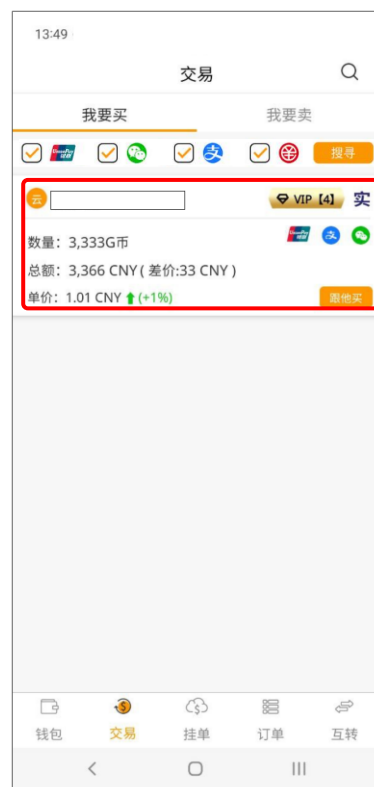 13:49
交易
我要买 我要卖
搜寻
云 VIP【4】 实
数量：3,333G币
总额：3,366 CNY ( 差价:33 CNY )
单价：1.01 CNY (+1%) 跟他买
钱包 交易 挂单 订单 互转